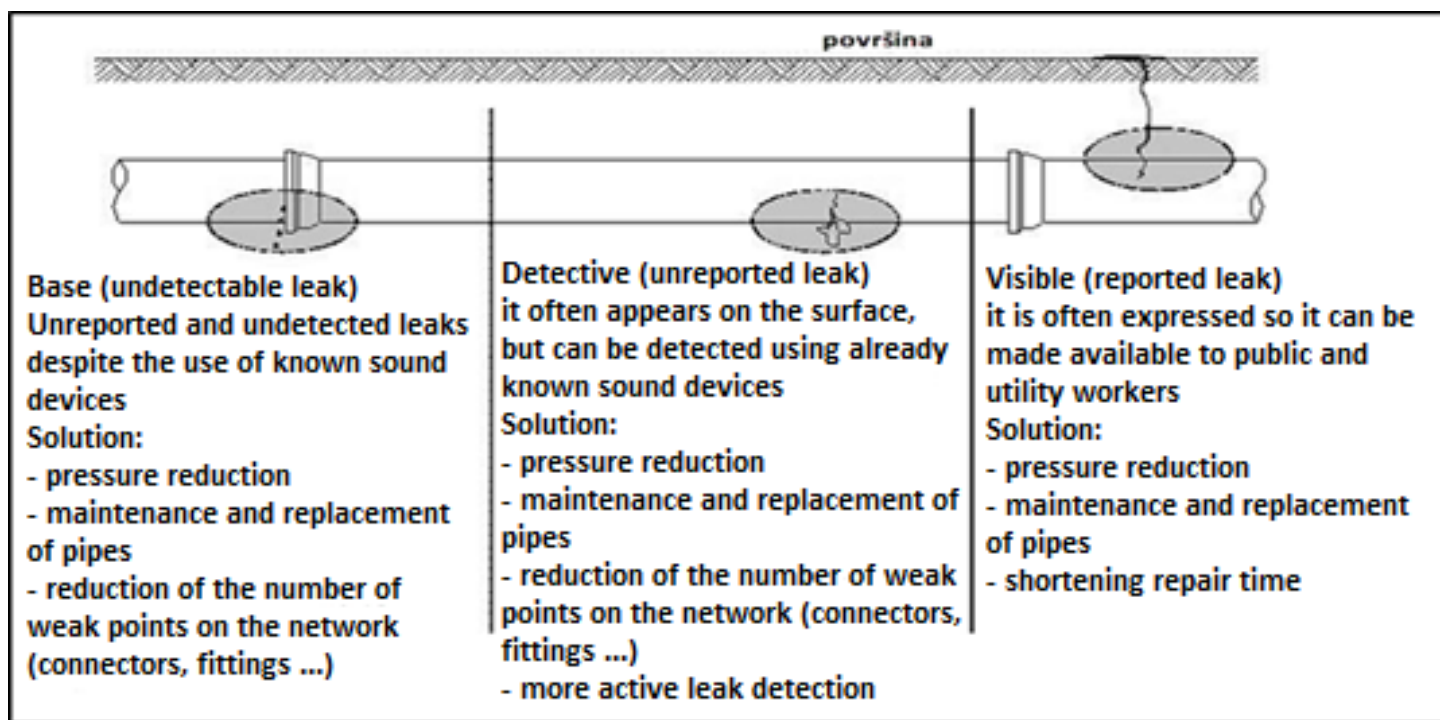 površina
Base (undetectable leak)
Unreported and undetected leaks
despite the use of known sound
devices
Solution:
- pressure reduction
- maintenance and replacement
of pipes
- reduction of the number of
weak points on the network
(connectors, fittings ...)
Detective (unreported leak)
it often appears on the surface,
but can be detected using already
known sound devices
Solution:
- pressure reduction
- maintenance and replacement of
pipes
- reduction of the number of weak
points on the network (connectors,
fittings ...)
- more active leak detection
Visible (reported leak)
it is often expressed so it can be
made available to public and
utility workers
Solution:
- pressure reduction
- maintenance and replacement
of pipes
- shortening repair time